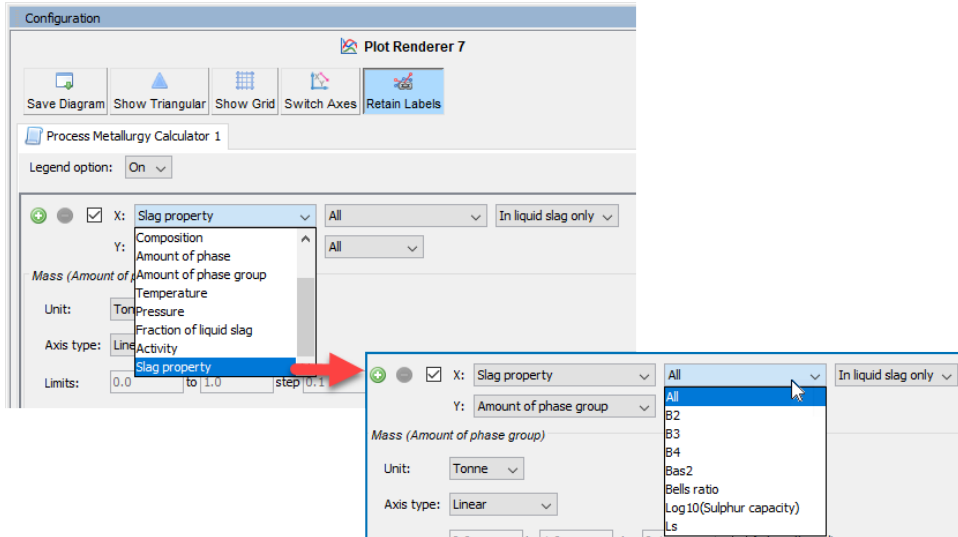 Configuration
Plot Renderer 7
Save Diagram Show Triangular Show Grid Switch Axes Retain Labels
Process Metallurgy Calculator 1
Legend option: On
X: Slag property All In liquid slag only
Y: All
Composition
Amount of phase
Amount of phase group
Temperature
Pressure
Fraction of liquid slag
Activity
Slag property
Mass (Amount of
Unit:
Axis type:
Limits: 0.0 to 1.0 step 0.1
X: Slag property All In liquid slag only
Y: Amount of phase group
All
B2
B3
B4
Bas2
Bells ratio
Log10(Sulphur capacity)
Ls
Mass (Amount of phase group)
Unit: Tonne
Axis type: Linear